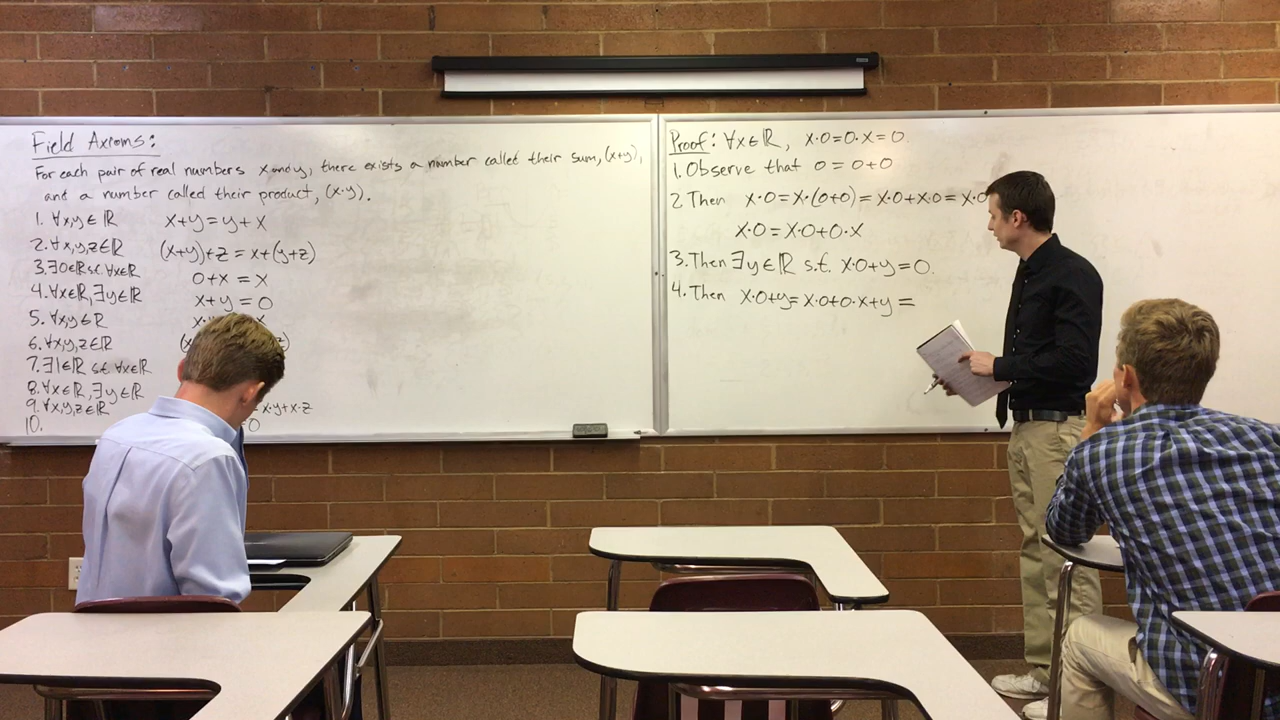 Field Axioms:
For each pair of real numbers x and y, there exists a number called their sum, (x+y),
and a number called their product, (x·y).
1. ∀x,y∈ℝ x+y=y+x
2. ∀x,y,z∈ℝ (x+y)+z=x+(y+z)
3. ∃0∈ℝ s.t. ∀x∈ℝ 0+x=x
4. ∀x∈ℝ, ∃y∈ℝ x+y=0
5. ∀x,y∈ℝ
6. ∀x,y,z∈ℝ
7. ∃1∈ℝ s.t. ∀x∈ℝ
8. ∀x∈ℝ, ∃y∈ℝ
9. ∀x,y,z∈ℝ =x·y+x·z
10. 0
Proof: ∀x∈ℝ, x·0=0·x=0.
1. Observe that 0=0+0
2. Then x·0=x·(0+0)=x·0+x·0=x·0
x·0=x·0+0·x
3. Then ∃y∈ℝ s.t. x·0+y=0.
4. Then x·0+y=x·0+0·x+y=